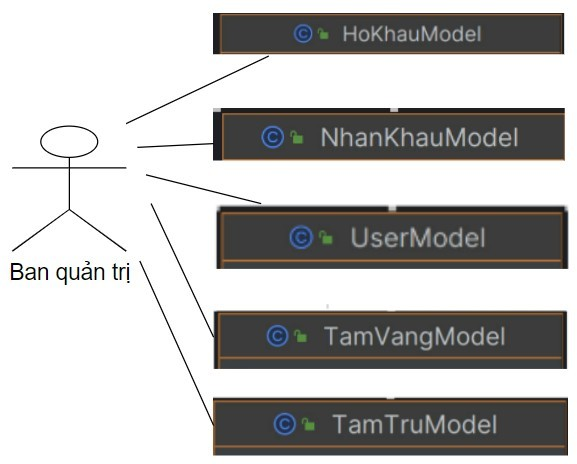 HoKhauModel
NhanKhauModel
UserModel
Ban quản trị
TamVangModel
TamTruModel